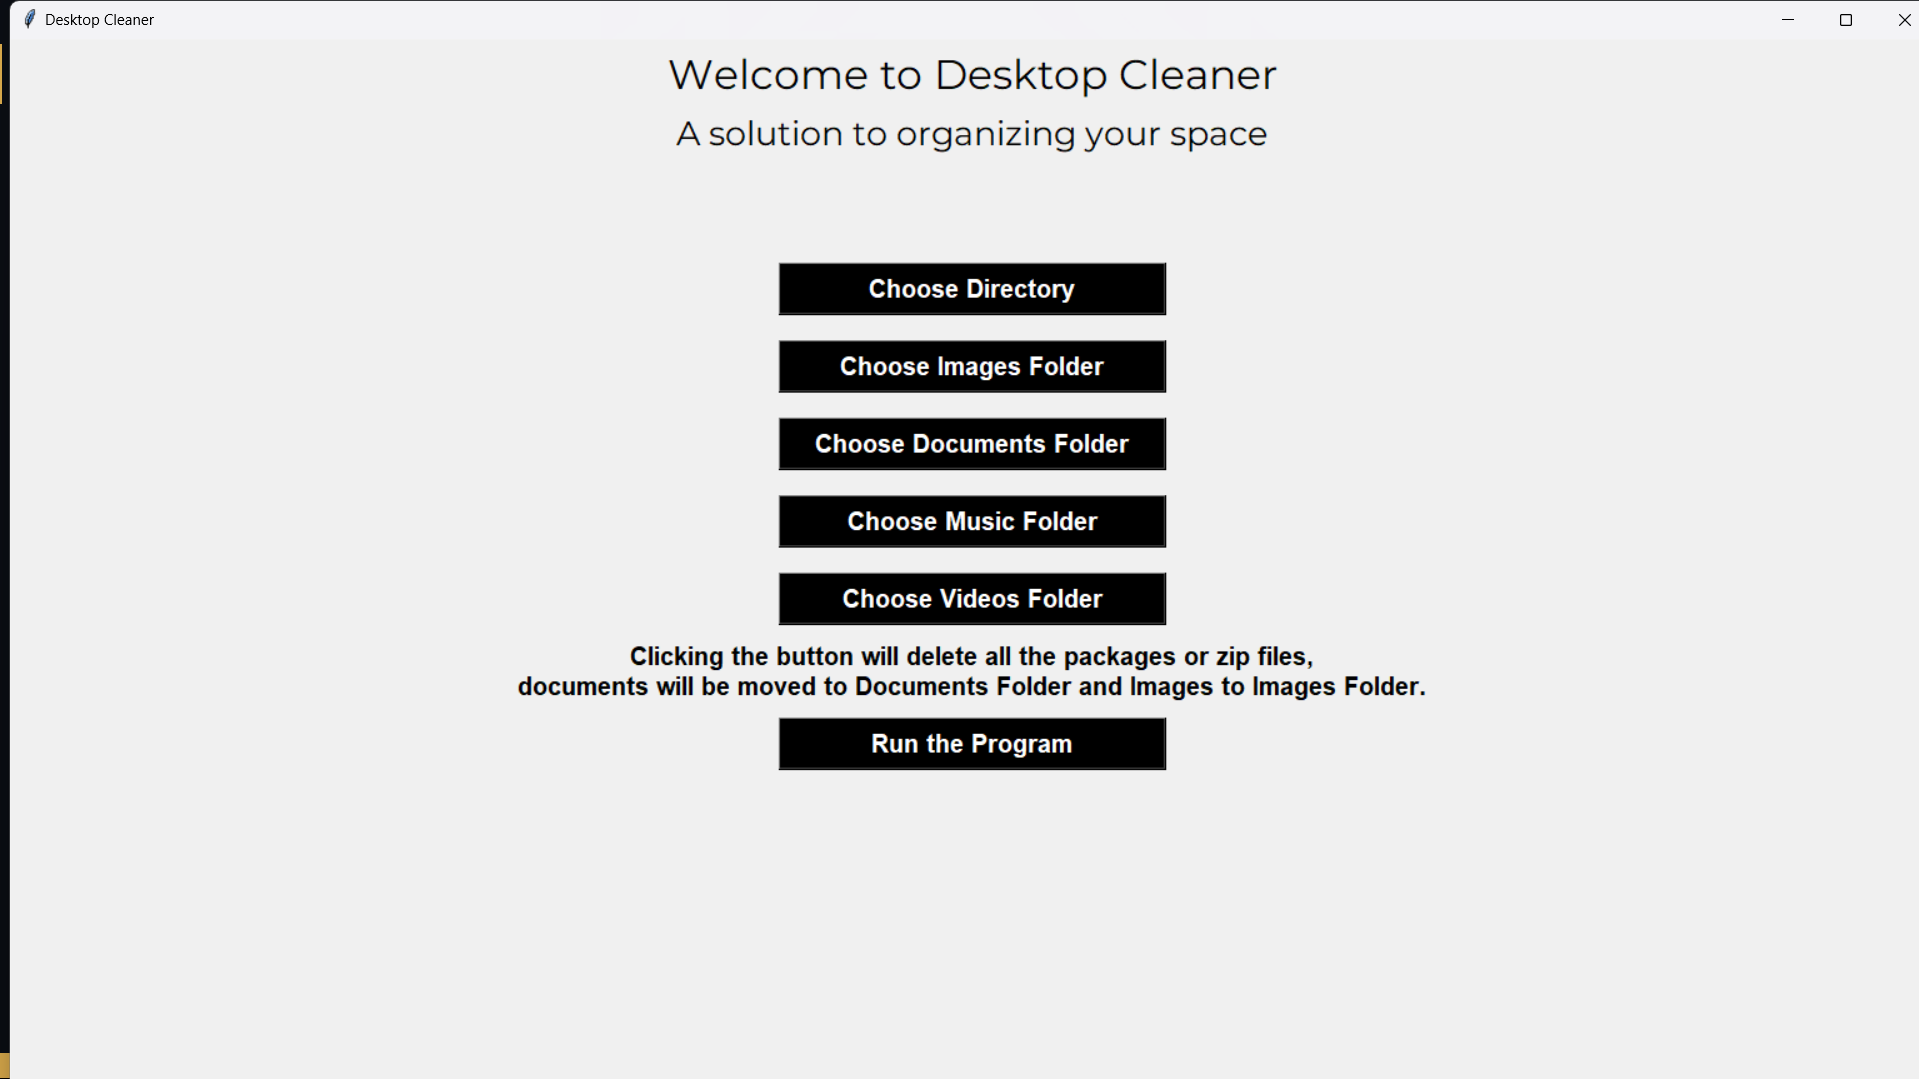 Desktop Cleaner
Welcome to Desktop Cleaner
A solution to organizing your space
Choose Directory
Choose Images Folder
Choose Documents Folder
Choose Music Folder
Choose Videos Folder
Clicking the button will delete all the packages or zip files,
documents will be moved to Documents Folder and Images to Images Folder.
Run the Program